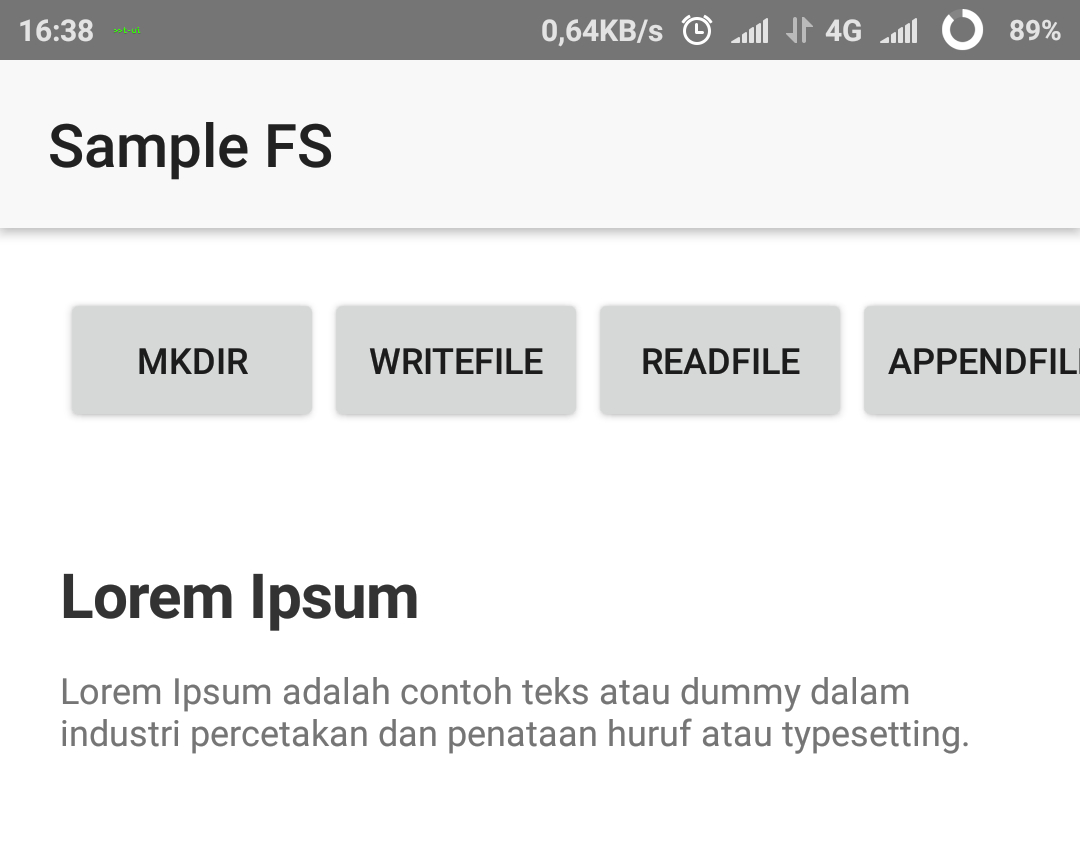 16:38 0,64KB/s 4G 89%
Sample FS
MKDIR WRITEFILE READFILE
Lorem Ipsum
Lorem Ipsum adalah contoh teks atau dummy dalam
industri percetakan dan penataan huruf atau typesetting.